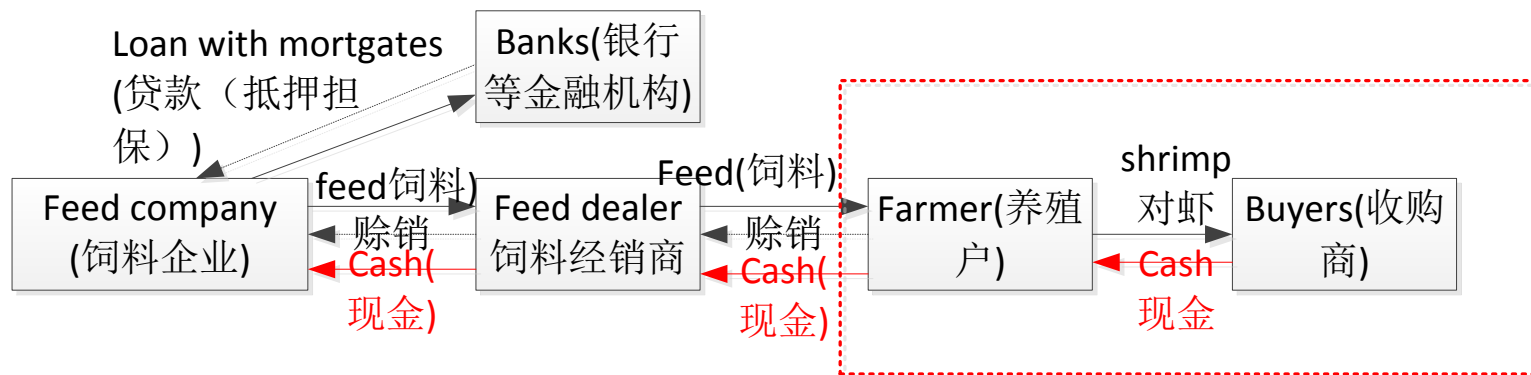 Loan with mortgates
(贷款（抵押担
保）)
Banks(银行
等金融机构)
Feed company
(饲料企业)
feed饲料)
赊销
Cash(
现金)
Feed dealer
饲料经销商
Feed(饲料)
赊销
Cash(
现金)
Farmer(养殖
户)
shrimp
对虾
Cash
现金
Buyers(收购
商)